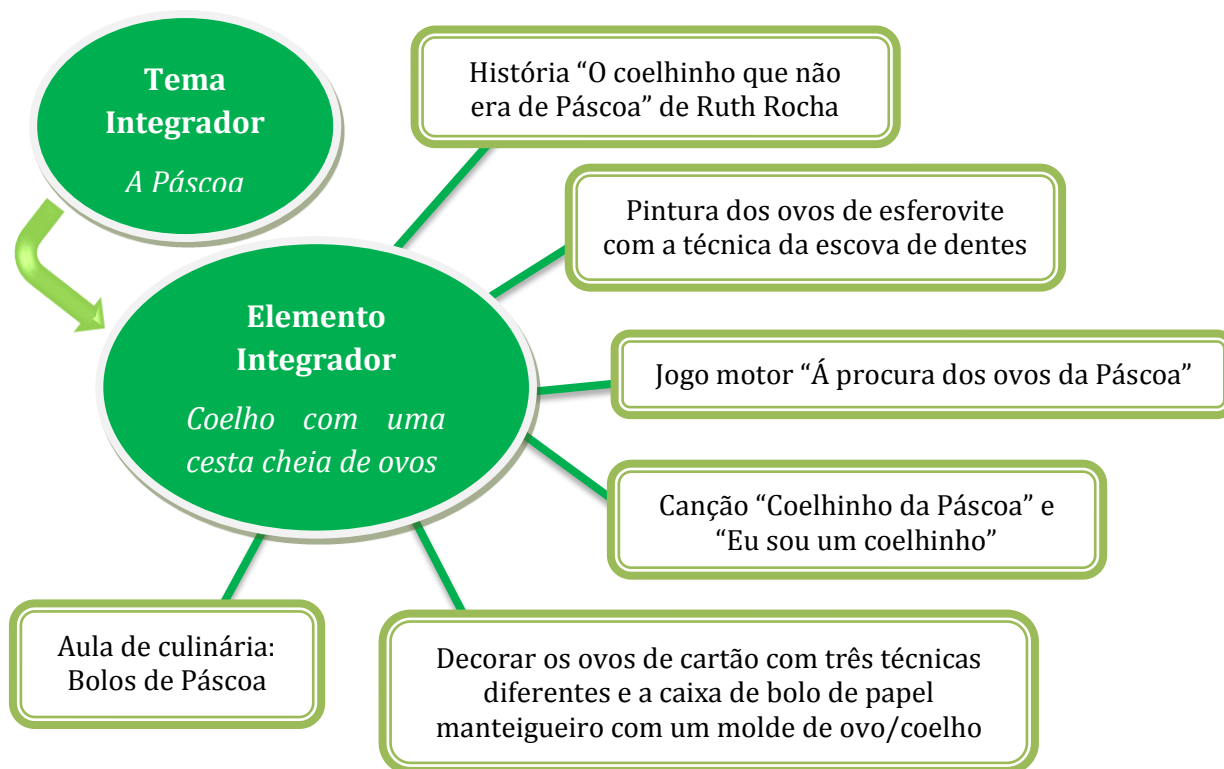 Tema
Integrador
A Páscoa
História “O coelhinho que não
era de Páscoa” de Ruth Rocha
Pintura dos ovos de esferovite
com a técnica da escova de dentes
Elemento
Integrador
Coelho com uma
cesta cheia de ovos
Jogo motor “Á procura dos ovos da Páscoa”
Canção “Coelhinho da Páscoa” e
“Eu sou um coelhinho”
Aula de culinária:
Bolos de Páscoa
Decorar os ovos de cartão com três técnicas
diferentes e a caixa de bolo de papel
manteigueiro com um molde de ovo/coelho